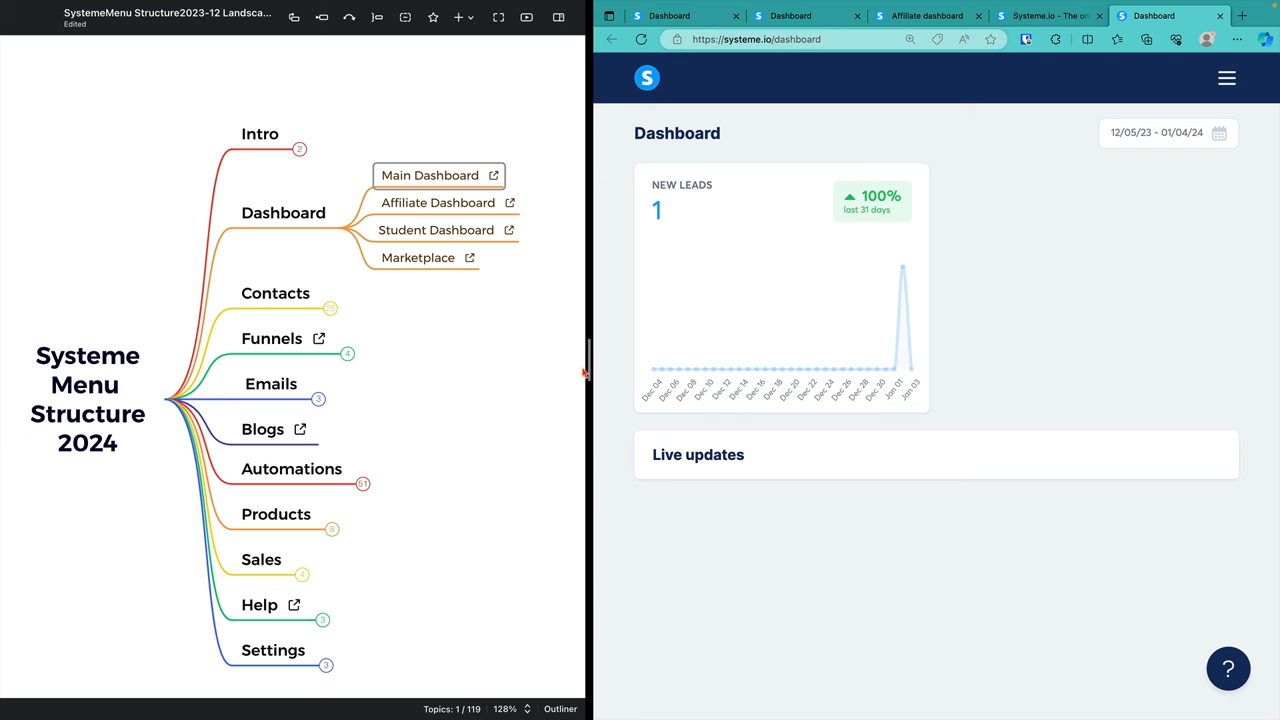 SystemeMenu Structure2023-12 Landsca...
Edited
Intro
2
Dashboard
Main Dashboard
Affiliate Dashboard
Student Dashboard
Marketplace
Contacts
25
Funnels
4
Emails
3
Blogs
Automations
51
Products
8
Sales
4
Help
3
Settings
3
Systeme
Menu
Structure
2024
Topics: 1 / 119
128%
Outliner
Dashboard
Dashboard
Affiliate dashboard
Systeme.io - The on
Dashboard
https://systeme.io/dashboard
S
Dashboard
12/05/23 - 01/04/24
NEW LEADS
1
100%
last 31 days
Dec 04
Dec 06
Dec 08
Dec 10
Dec 12
Dec 14
Dec 16
Dec 18
Dec 20
Dec 22
Dec 24
Dec 26
Dec 28
Dec 30
Jan 01
Jan 03
Live updates
?